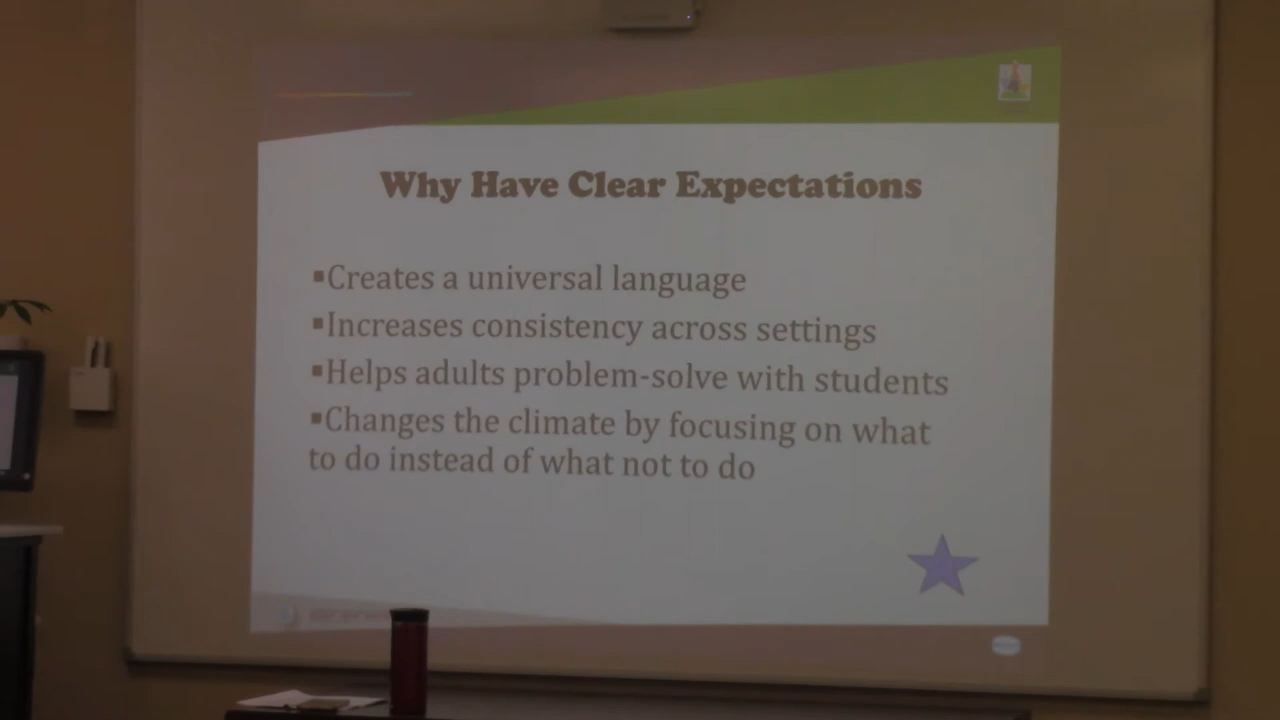 Why Have Clear Expectations
▪Creates a universal language
▪Increases consistency across settings
▪Helps adults problem-solve with students
▪Changes the climate by focusing on what
to do instead of what not to do